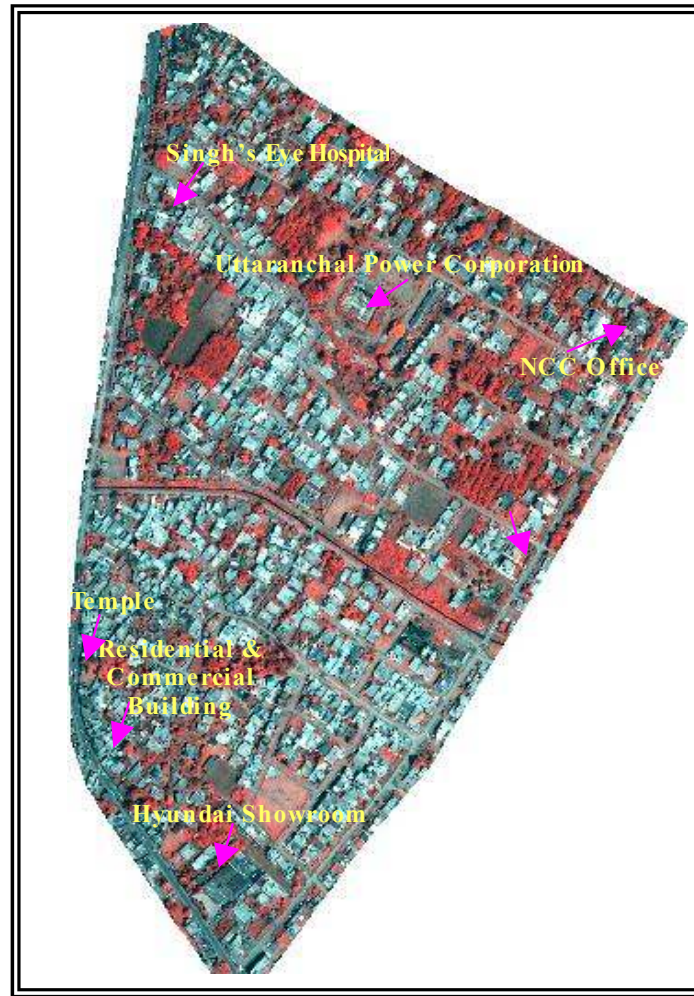 Singh's Eye Hospital
Uttaranchal Power Corporation
NCC Office
Temple
Residential &
Commercial
Building
Hyundai Showroom